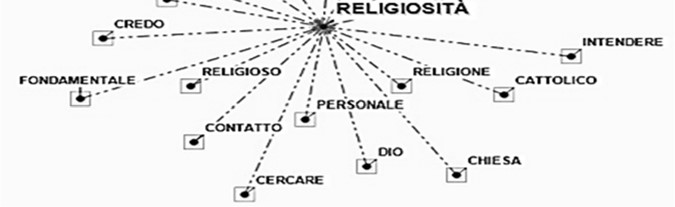 RELIGIOSITÀ
CREDO
INTENDERE
FONDAMENTALE
RELIGIOSO
RELIGIONE
CATTOLICO
PERSONALE
CONTATTO
DIO
CHIESA
CERCARE